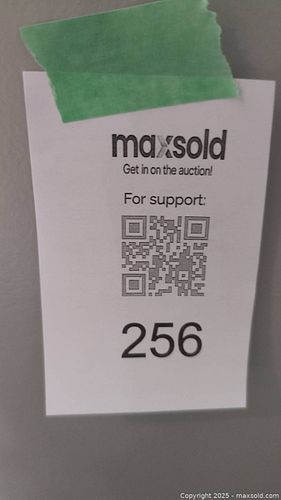 maxsold
Get in on the auction!
For support:
256
Copyright 2025 - maxsold.com